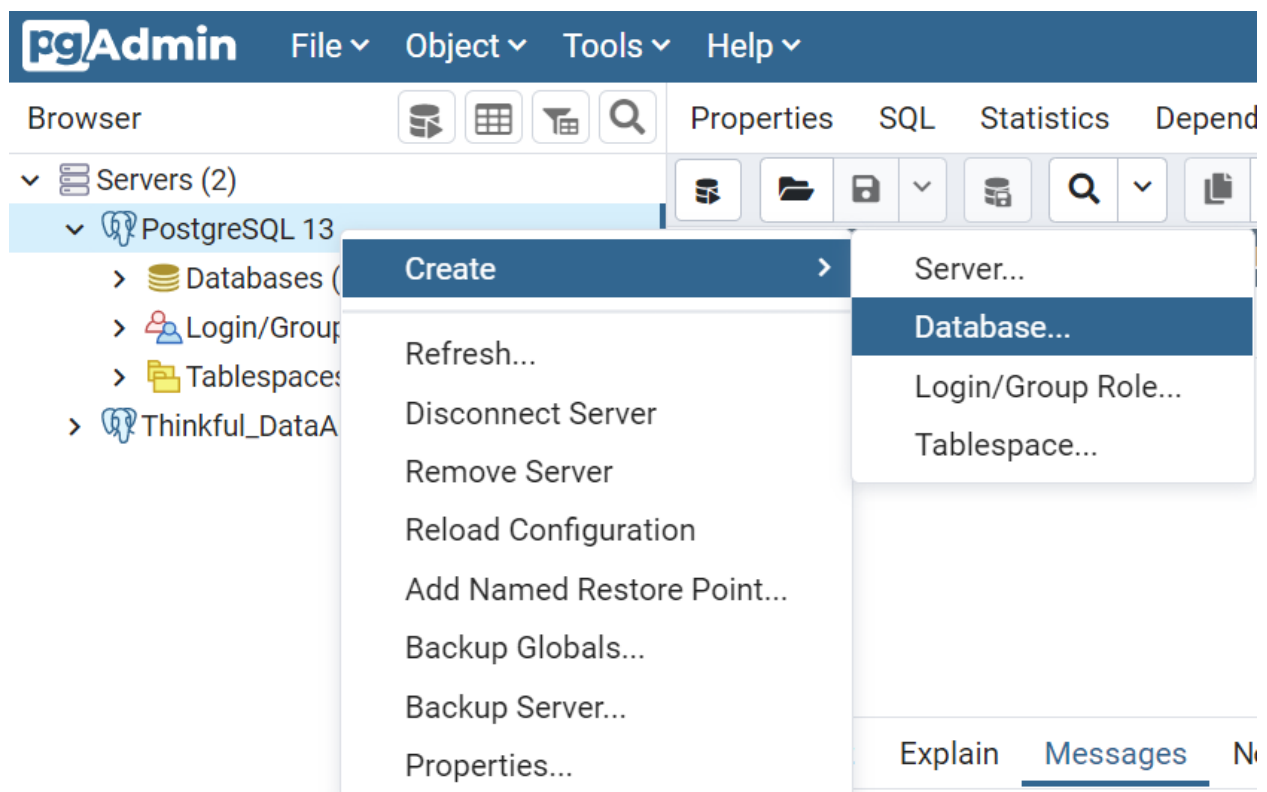 pgAdmin File Object Tools Help
Browser
Properties SQL Statistics Depend
Servers (2)
PostgreSQL 13
Databases (
Login/Group
Tablespaces
Thinkful_DataA
Create
Refresh...
Disconnect Server
Remove Server
Reload Configuration
Add Named Restore Point...
Backup Globals...
Backup Server...
Properties...
Server...
Database...
Login/Group Role...
Tablespace...
Explain Messages